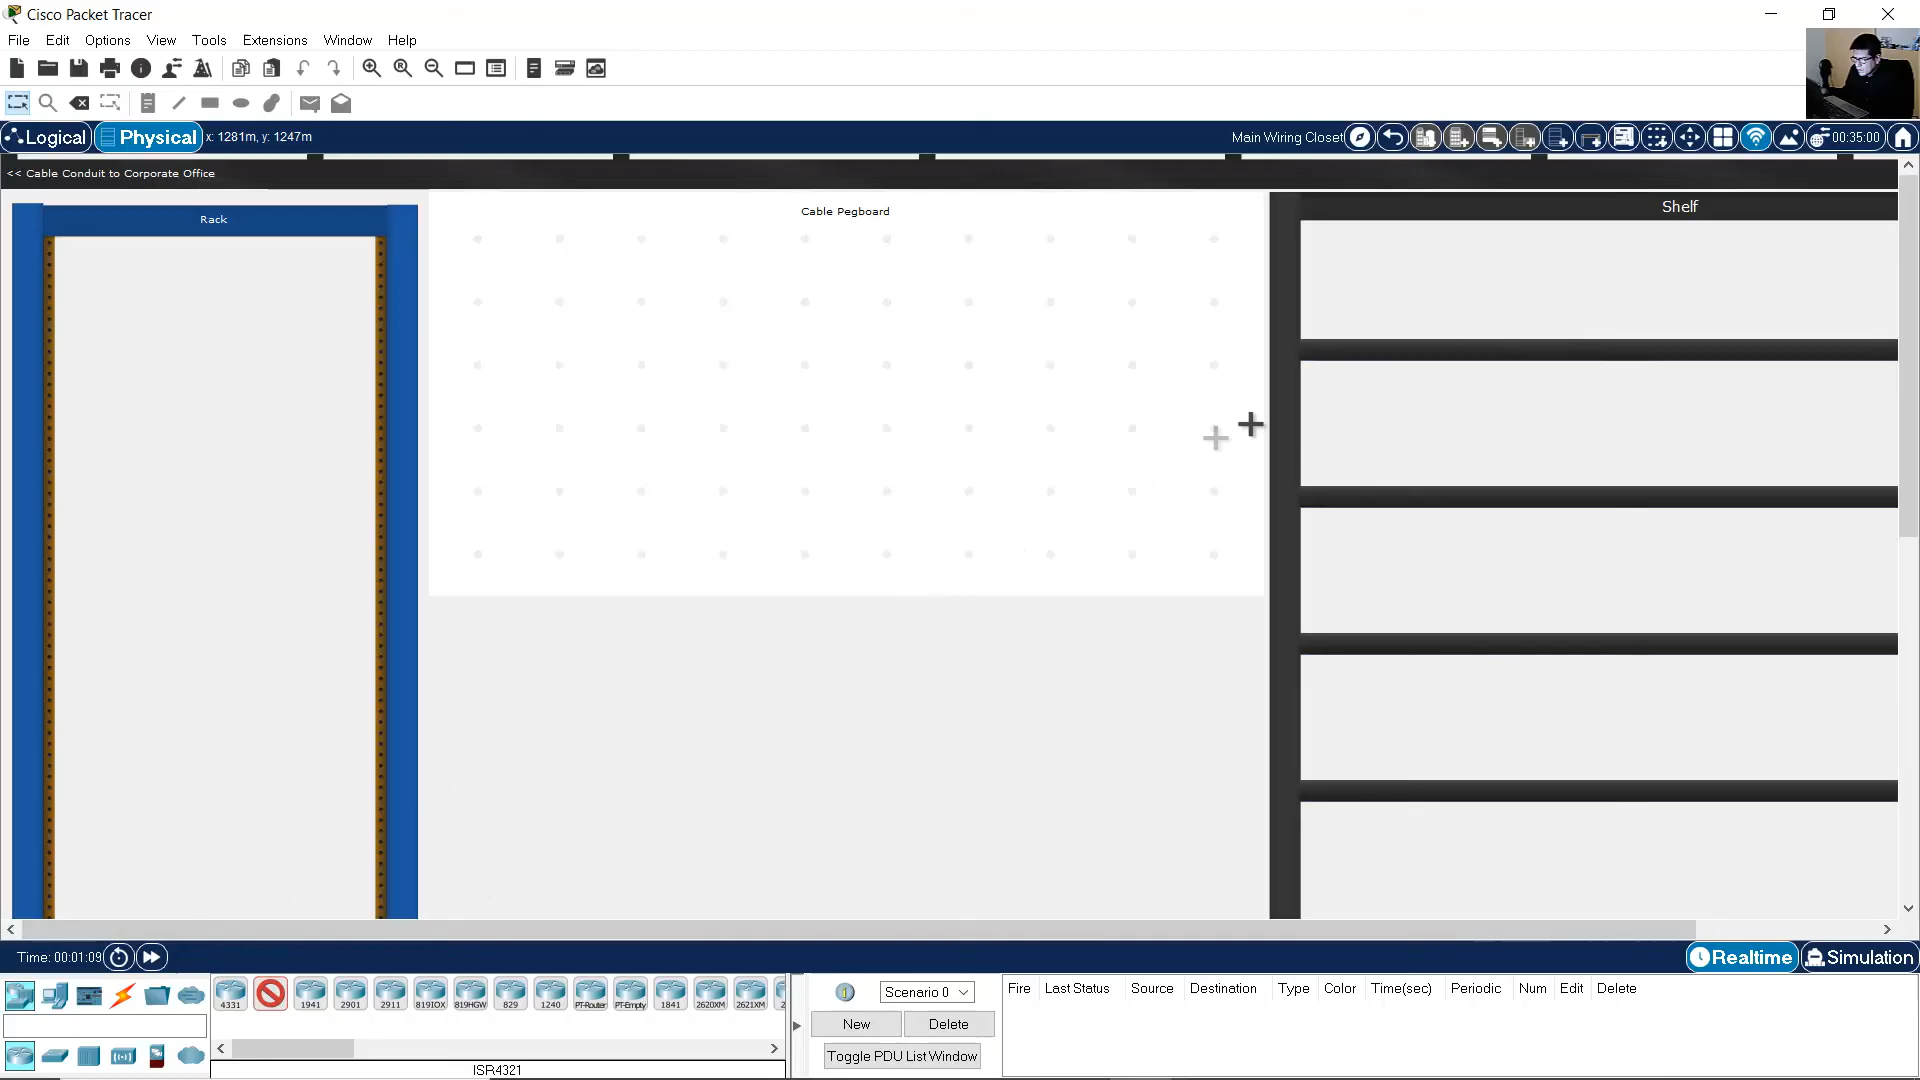 Cisco Packet Tracer
File Edit Options View Tools Extensions Window Help
Logical Physical x: 1281m, y: 1247m Main Wiring Closet 00:35:00
<< Cable Conduit to Corporate Office
Rack Cable Pegboard Shelf
Time: 00:01:09 Realtime Simulation
4331 1941 2901 2911 819IOX 819HGW 829 1240 PT-Router PT-Empty 1841 2620XM 2621XM 2
ISR4321
Scenario 0
New Delete
Toggle PDU List Window
Fire Last Status Source Destination Type Color Time(sec) Periodic Num Edit Delete